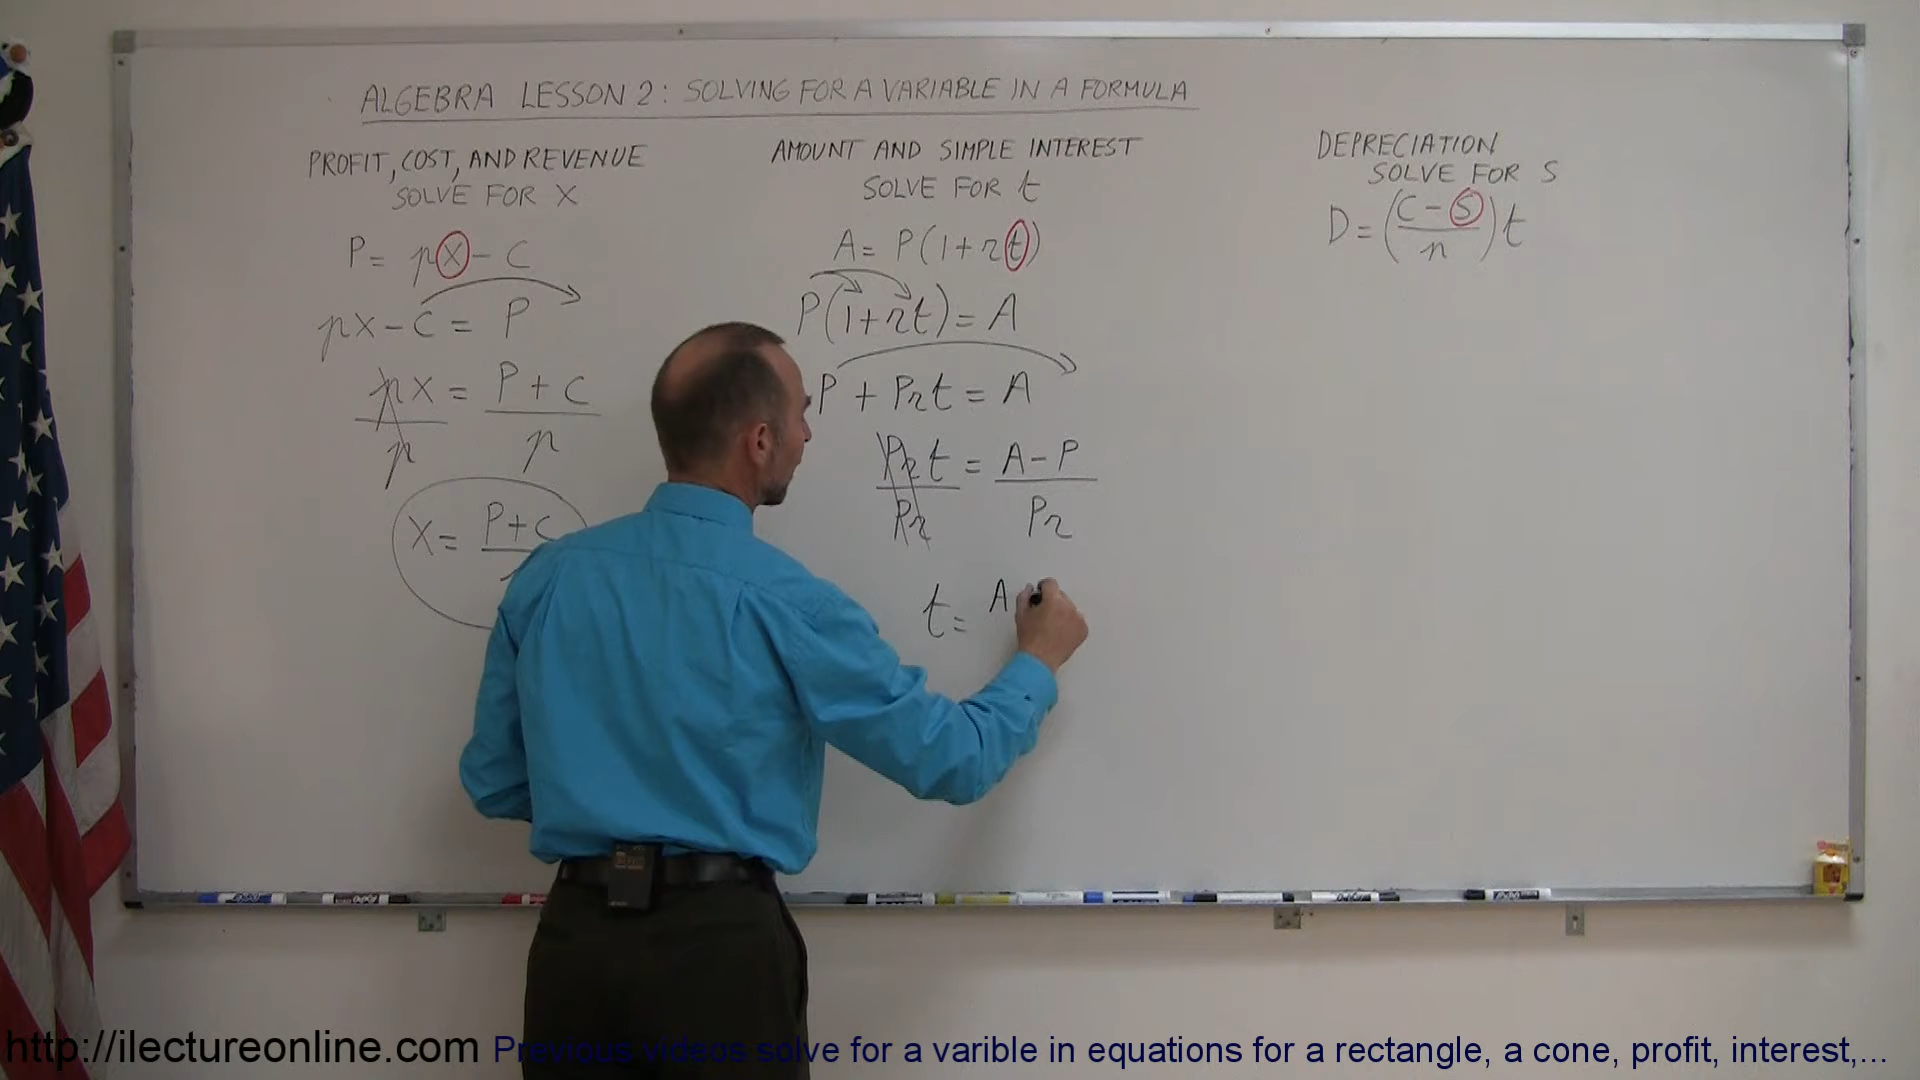 ALGEBRA LESSON 2: SOLVING FOR A VARIABLE IN A FORMULA
PROFIT, COST, AND REVENUE
SOLVE FOR X
P = px - C
px - C = P
px = P + C
p p
X = P+C
AMOUNT AND SIMPLE INTEREST
SOLVE FOR t
A = P(1 + rt)
P(1+rt) = A
P + Prt = A
Prt = A - P
Pr Pr
t = A
DEPRECIATION
SOLVE FOR S
D = (C - S / n) t
http://ilectureonline.com Previous videos solve for a varible in equations for a rectangle, a cone, profit, interest,...